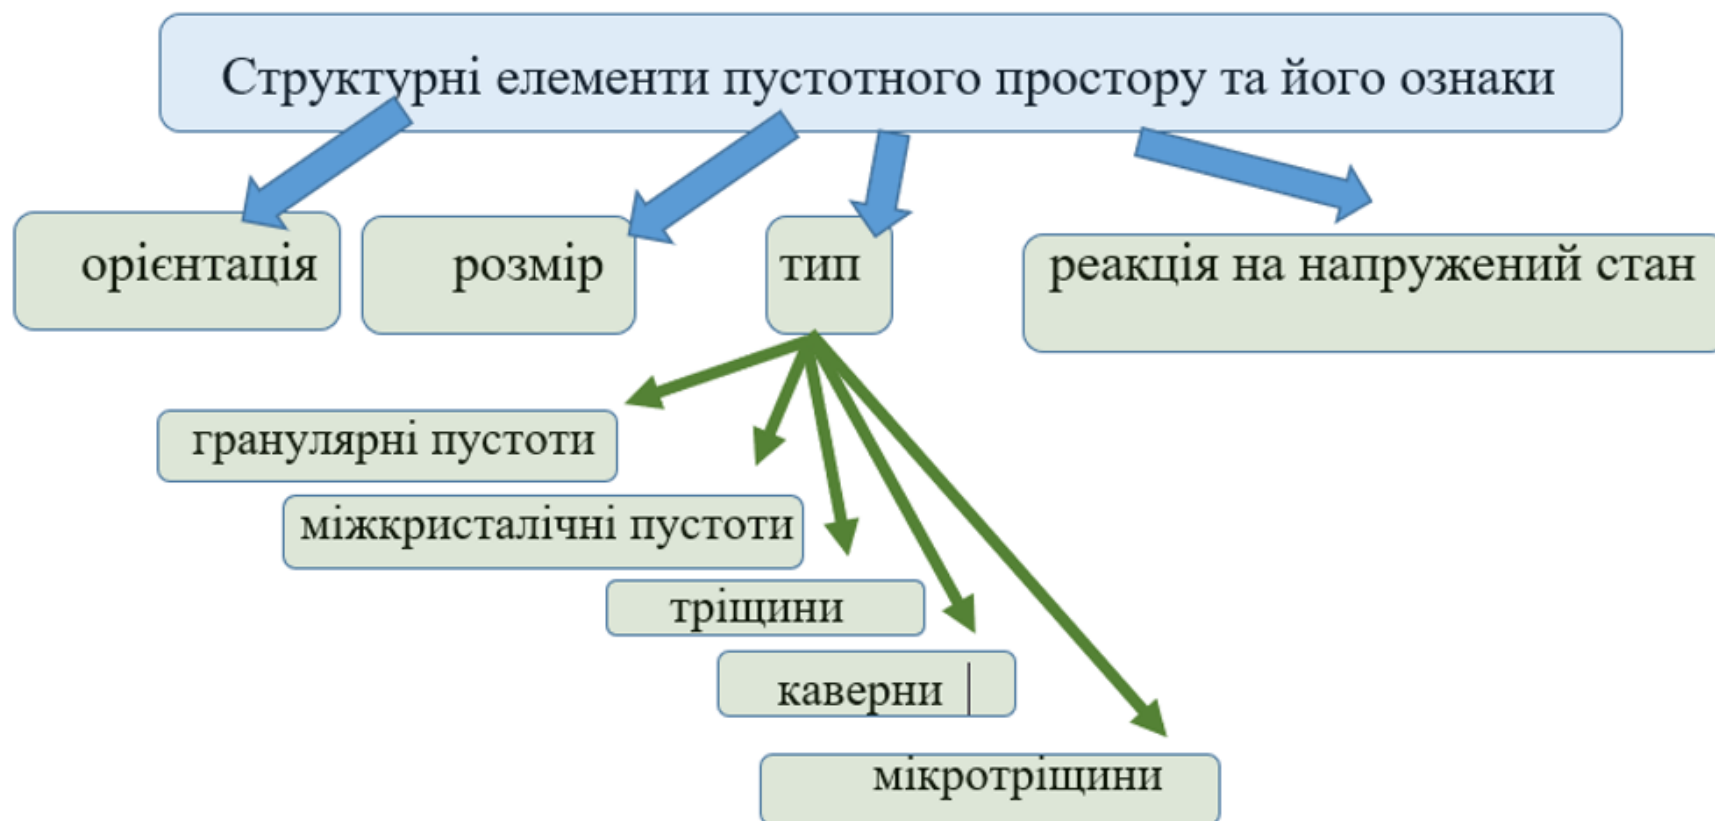 Структурні елементи пустотного простору та його ознаки
орієнтація
розмір
тип
реакція на напружений стан
гранулярні пустоти
міжкристалічні пустоти
тріщини
каверни
мікротріщини